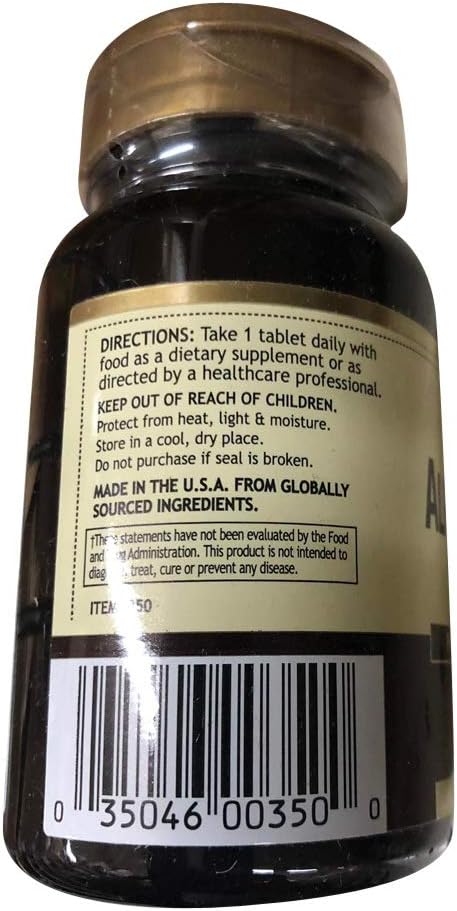 DIRECTIONS: Take 1 tablet daily with
food as a dietary supplement or as
directed by a healthcare professional.
KEEP OUT OF REACH OF CHILDREN.
Protect from heat, light & moisture.
Store in a cool, dry place.
Do not purchase if seal is broken.
MADE IN THE U.S.A. FROM GLOBALLY
SOURCED INGREDIENTS.
statements have not been evaluated by the Food
and Administration. This product is not intended to
treat, cure or prevent any disease.
0 35046 00350 0